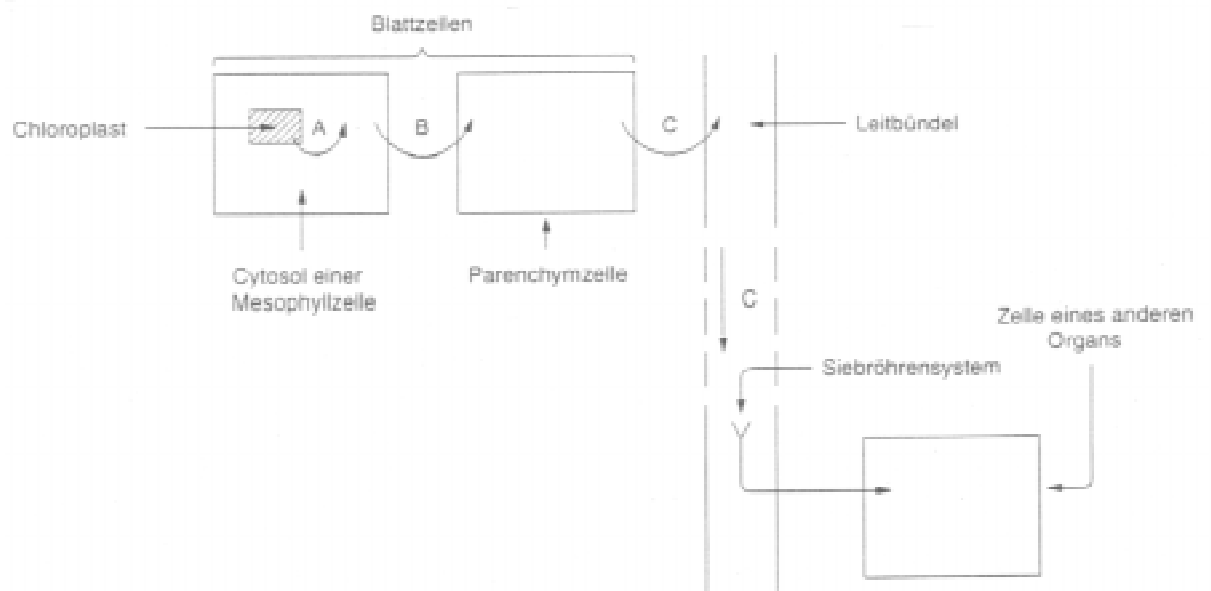 Blattzellen
Chloroplast
A
B
C
Leitbündel
Cytosol einer
Mesophyllzelle
Parenchymzelle
C
Zelle eines anderen
Organs
Siebröhrensystem